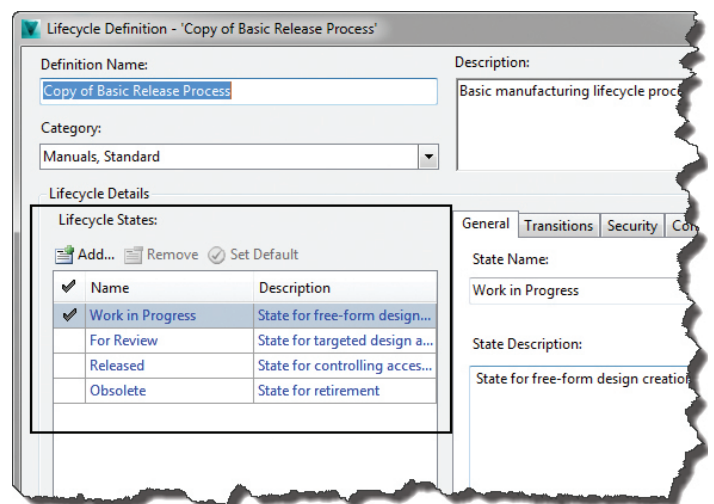 Lifecycle Definition - 'Copy of Basic Release Process'
Definition Name:
Copy of Basic Release Process
Description:
Basic manufacturing lifecycle
Category:
Manuals, Standard
Lifecycle Details
Lifecycle States:
Add... Remove Set Default
Name Description
Work in Progress State for free-form design...
For Review State for targeted design a...
Released State for controlling acces...
Obsolete State for retirement
General Transitions Security
State Name:
Work in Progress
State Description:
State for free-form design creation